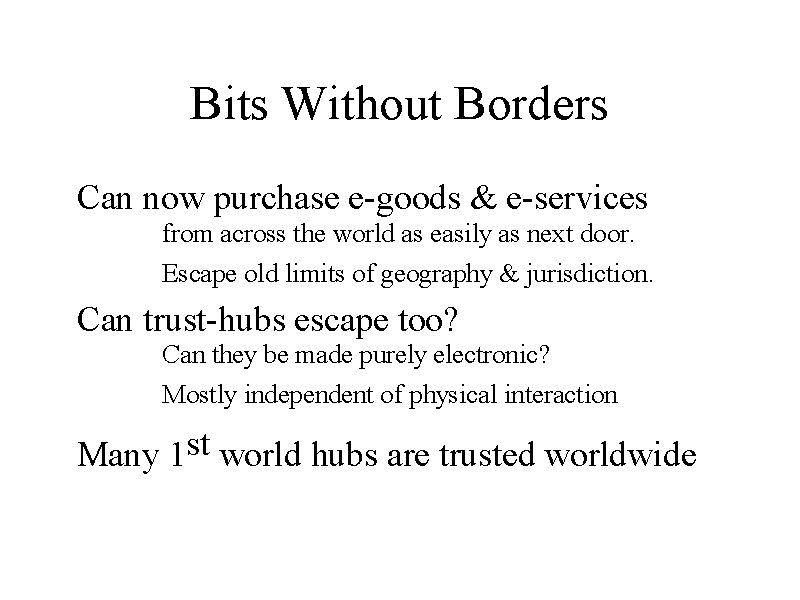 Bits Without Borders
Can now purchase e-goods & e-services
from across the world as easily as next door.
Escape old limits of geography & jurisdiction.
Can trust-hubs escape too?
Can they be made purely electronic?
Mostly independent of physical interaction
Many 1st world hubs are trusted worldwide